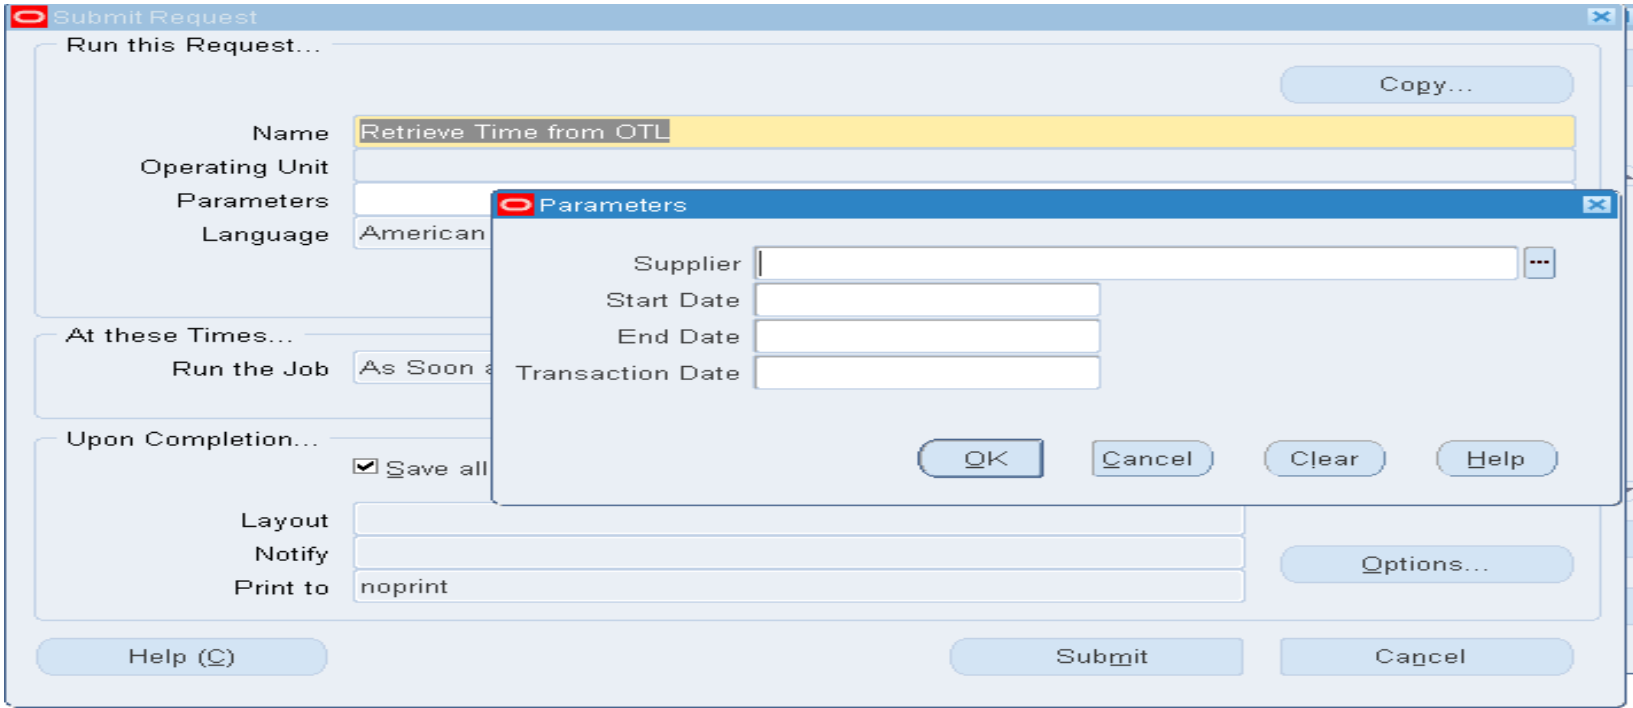 Submit Request
Run this Request...
Copy...
Name Retrieve Time from OTL
Operating Unit
Parameters
Language American
Parameters
Supplier
Start Date
End Date
Transaction Date
OK Cancel Clear Help
At these Times...
Run the Job As Soon a
Upon Completion...
Save all
Layout
Notify
Options...
Print to noprint
Help (C) Submit Cancel